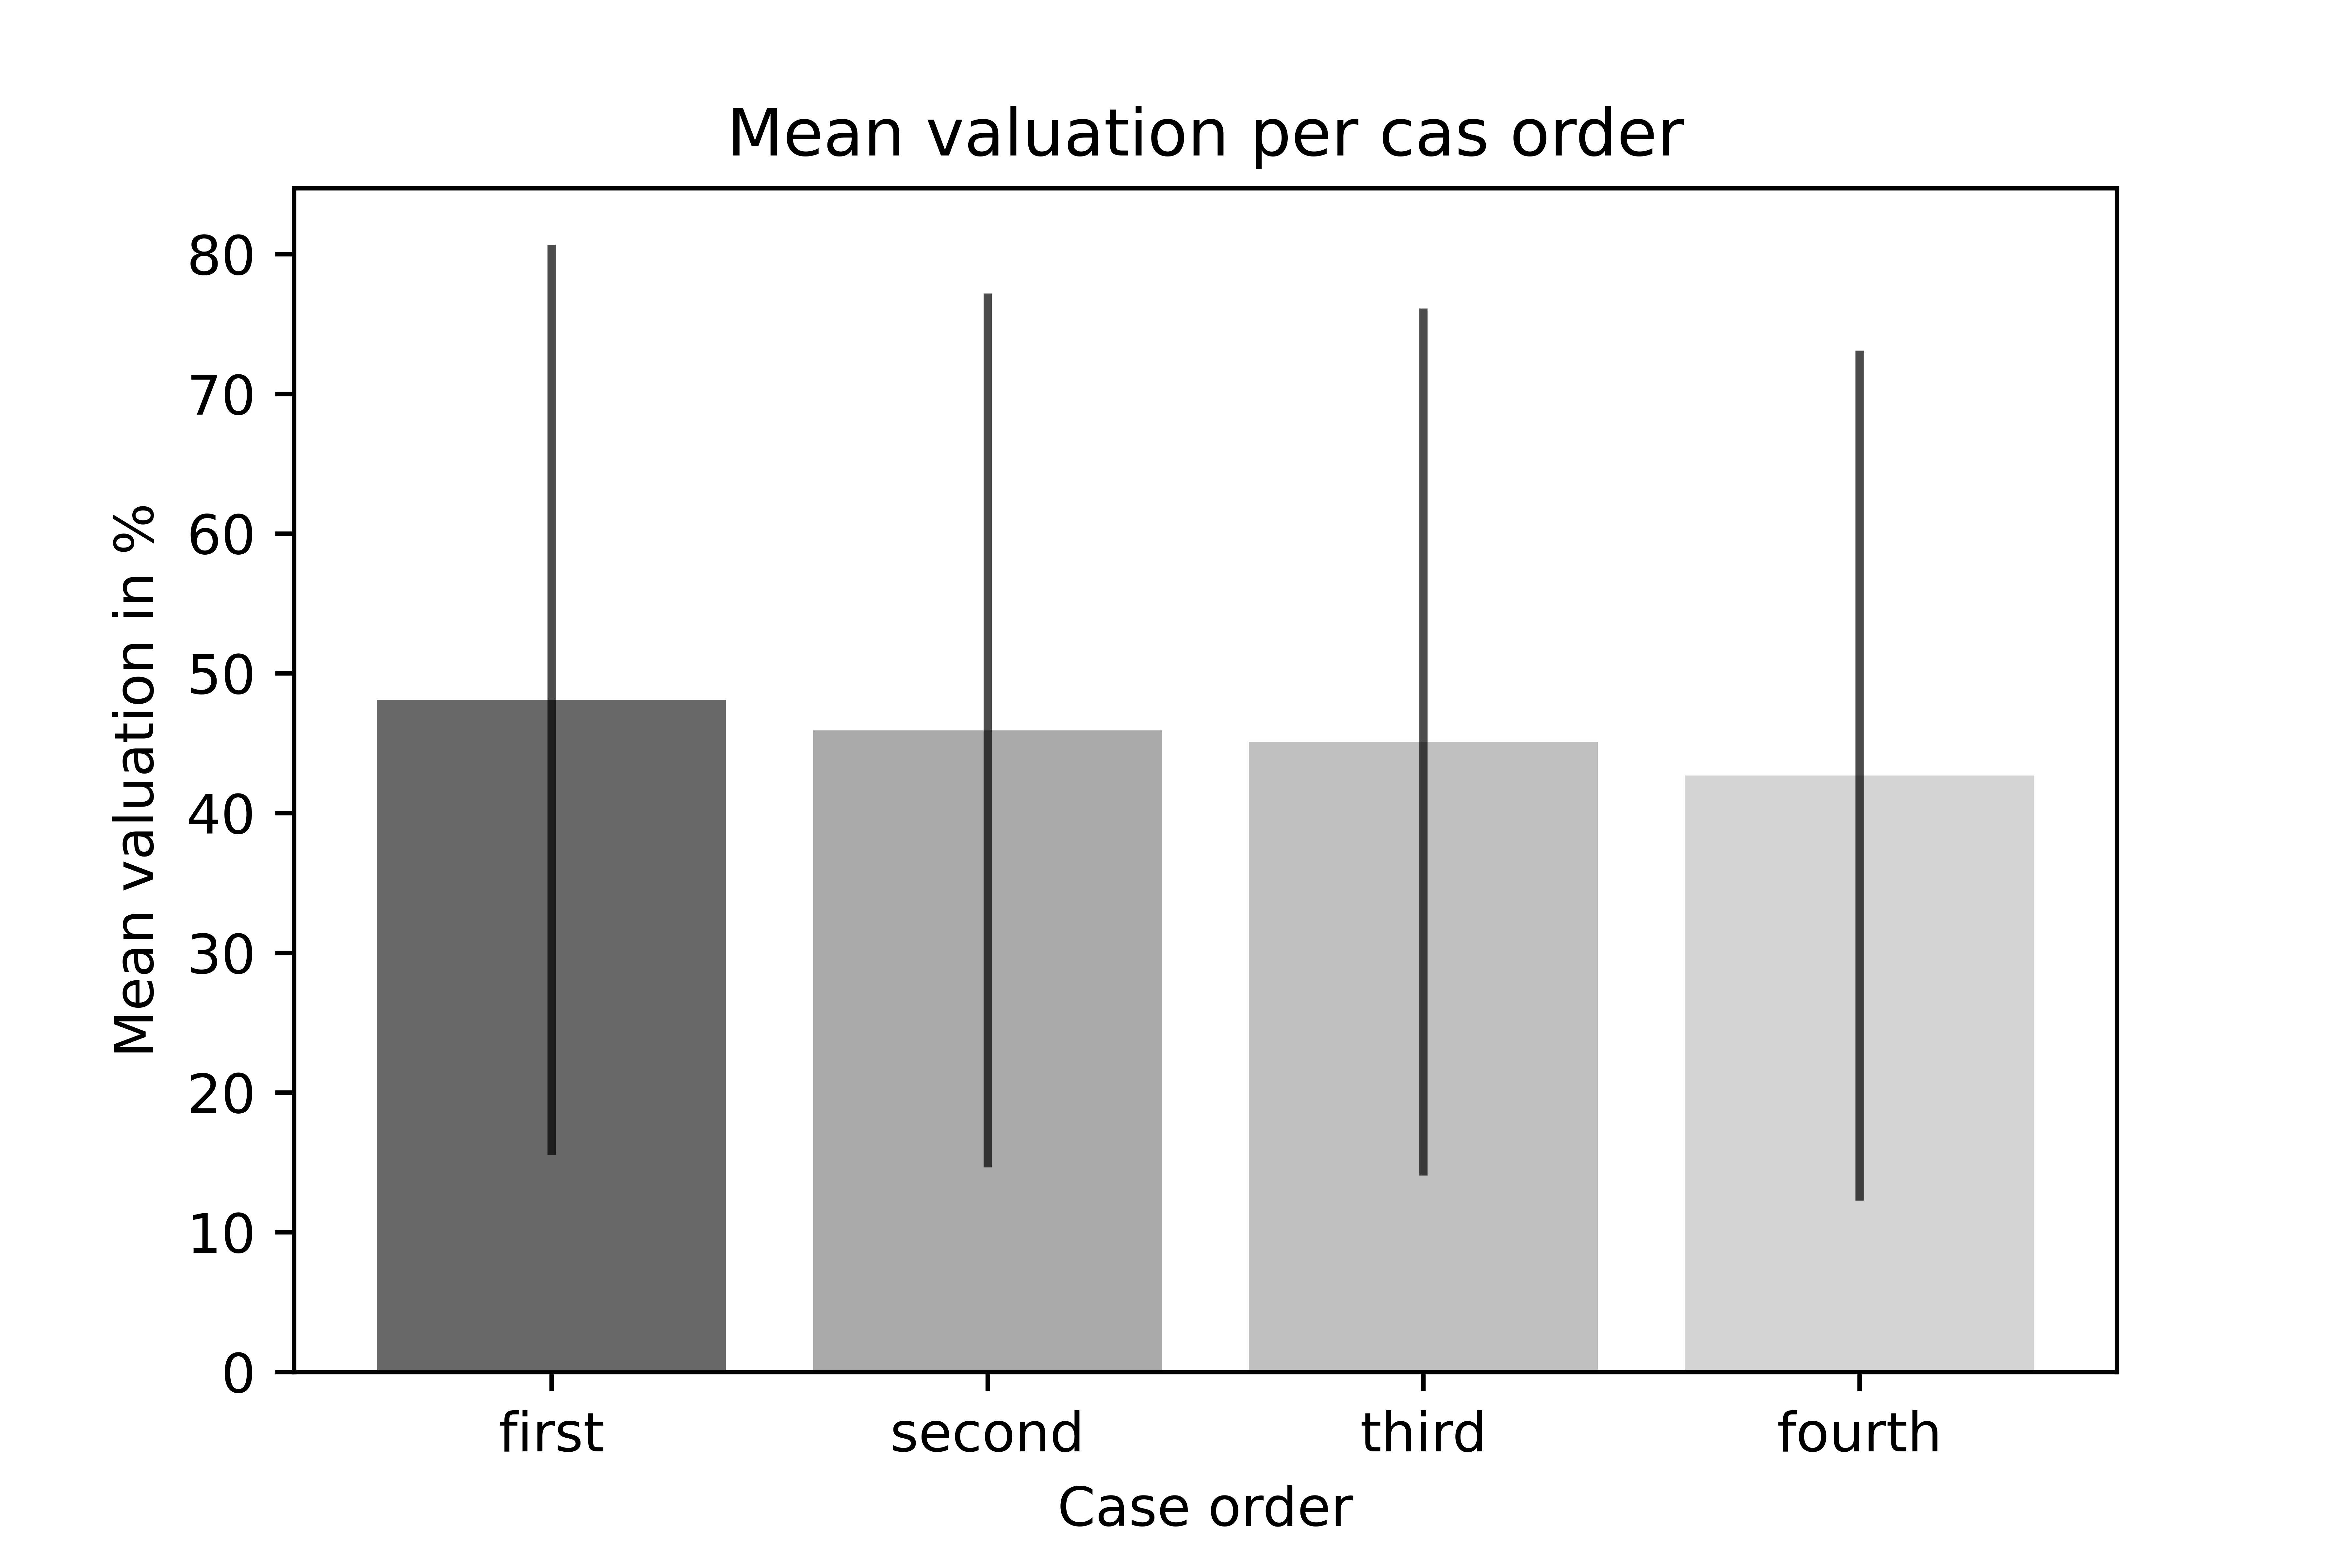 Mean valuation per cas order
Mean valuation in %
80
70
60
50
40
30
20
10
0
first second third fourth
Case order